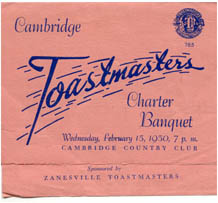 Cambridge
765
Toastmasters
Charter
Banquet
Wednesday, February 15, 1950, 7 p. m.
CAMBRIDGE COUNTRY CLUB
Sponsored by
ZANESVILLE TOASTMASTERS